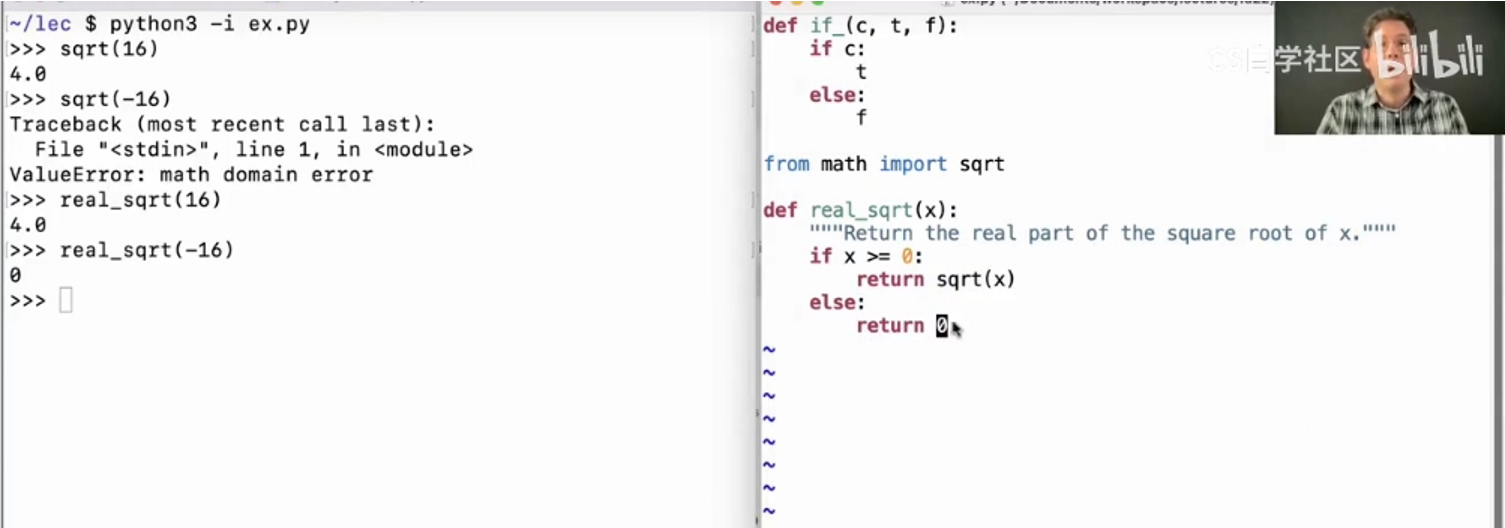 ~/lec $ python3 -i ex.py
>>> sqrt(16)
4.0
>>> sqrt(-16)
Traceback (most recent call last):
  File "<stdin>", line 1, in <module>
ValueError: math domain error
>>> real_sqrt(16)
4.0
>>> real_sqrt(-16)
0
>>>
def if_(c, t, f):
    if c:
        t
    else:
        f
from math import sqrt
def real_sqrt(x):
    """Return the real part of the square root of x."""
    if x >= 0:
        return sqrt(x)
    else:
        return 0
~
~
~
~
~
~
~
~
CS自学社区 bilibili